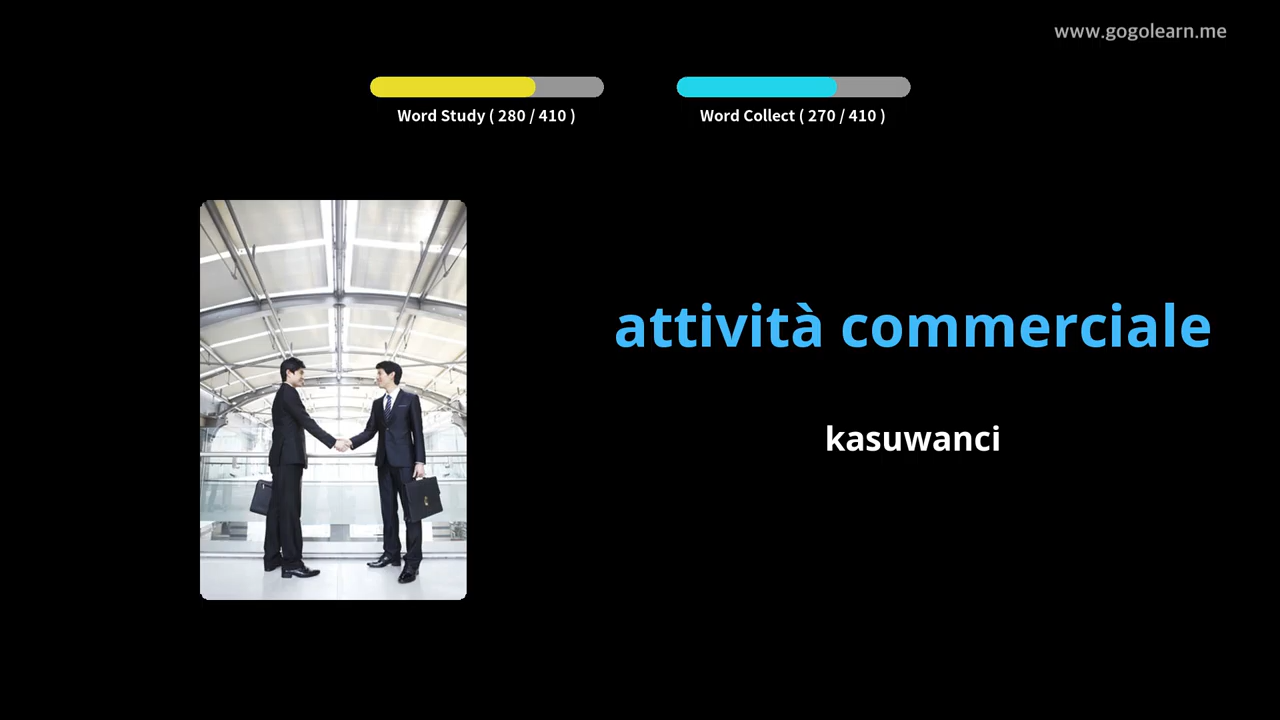 www.gogolearn.me
Word Study ( 280 / 410 )
Word Collect ( 270 / 410 )
attività commerciale
kasuwanci